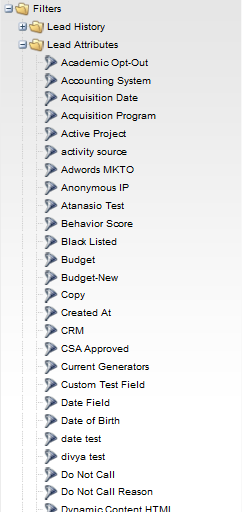 Filters
Lead History
Lead Attributes
Academic Opt-Out
Accounting System
Acquisition Date
Acquisition Program
Active Project
activity source
Adwords MKTO
Anonymous IP
Atanasio Test
Behavior Score
Black Listed
Budget
Budget-New
Copy
Created At
CRM
CSA Approved
Current Generators
Custom Test Field
Date Field
Date of Birth
date test
divya test
Do Not Call
Do Not Call Reason
Dynamic Content HTML